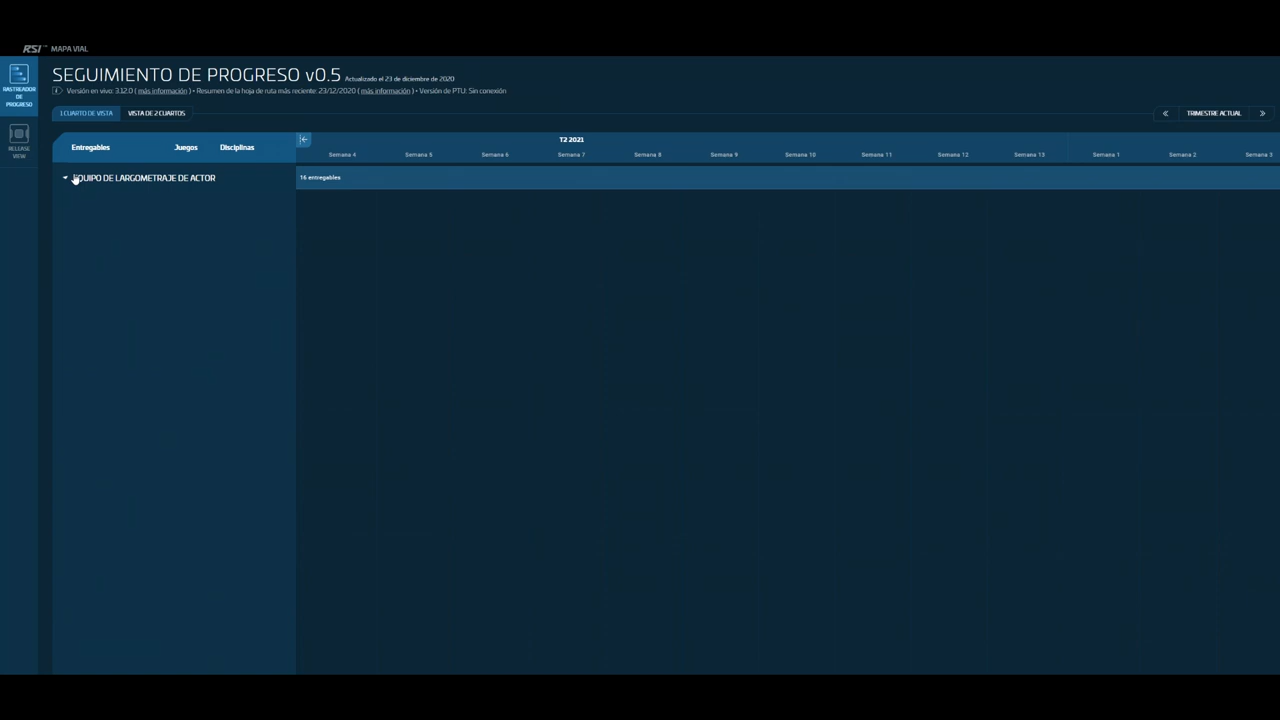 RSI™ MAPA VIAL
RASTREADOR
DE
PROGRESO
RELEASE
VIEW
SEGUIMIENTO DE PROGRESO v0.5 Actualizado el 23 de diciembre de 2020
Versión en vivo: 3.12.0 ( más información ) • Resumen de la hoja de ruta más reciente: 23/12/2020 ( más información ) • Versión de PTU: Sin conexión
1 CUARTO DE VISTA VISTA DE 2 CUARTOS
TRIMESTRE ACTUAL
Entregables Juegos Disciplinas
T2 2021
Semana 4 Semana 5 Semana 6 Semana 7 Semana 8 Semana 9 Semana 10 Semana 11 Semana 12 Semana 13 Semana 1 Semana 2 Semana 3
EQUIPO DE LARGOMETRAJE DE ACTOR
16 entregables